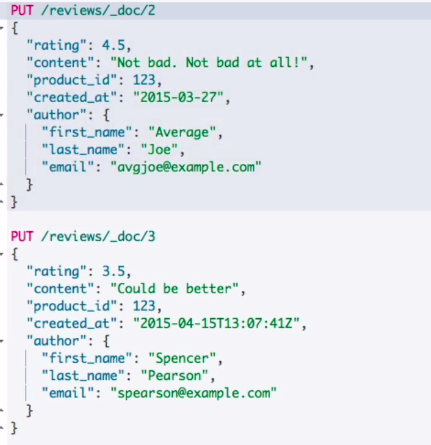 PUT /reviews/_doc/2
{
  "rating": 4.5,
  "content": "Not bad. Not bad at all!",
  "product_id": 123,
  "created_at": "2015-03-27",
  "author": {
    "first_name": "Average",
    "last_name": "Joe",
    "email": "avgjoe@example.com"
  }
}
PUT /reviews/_doc/3
{
  "rating": 3.5,
  "content": "Could be better",
  "product_id": 123,
  "created_at": "2015-04-15T13:07:41Z",
  "author": {
    "first_name": "Spencer",
    "last_name": "Pearson",
    "email": "spearson@example.com"
  }
}